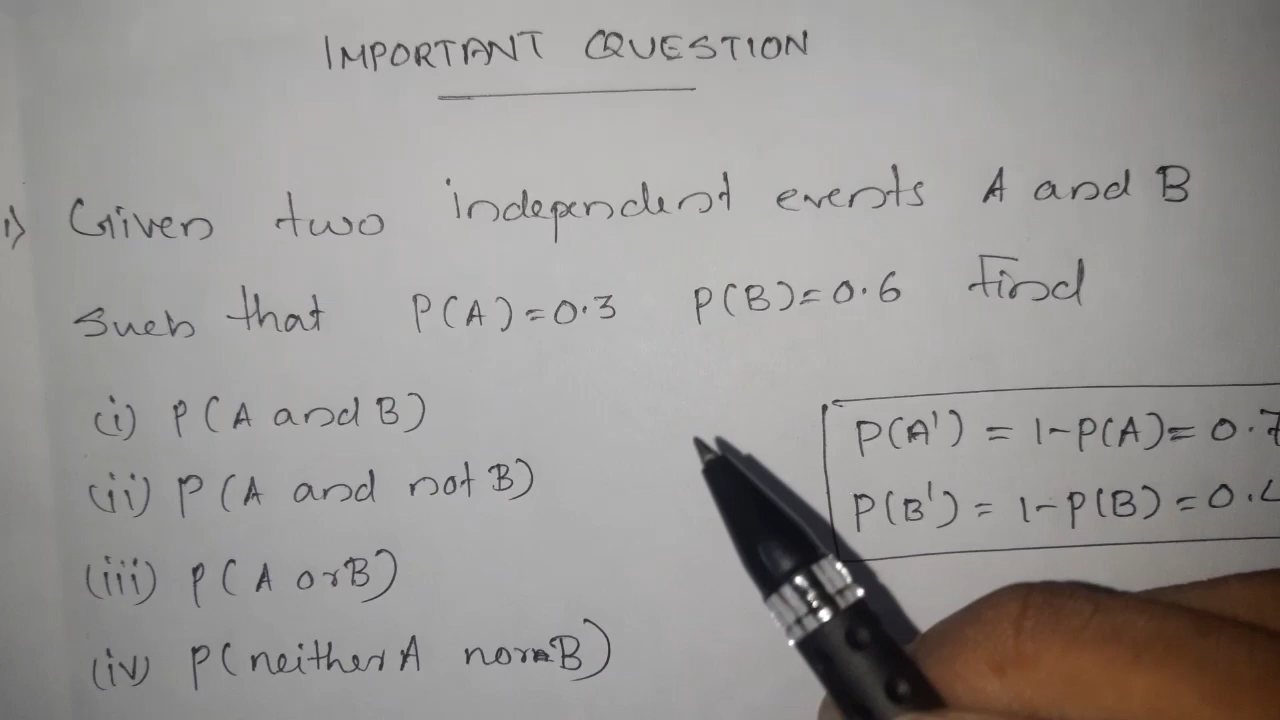 IMPORTANT QUESTION
1) Given two independent events A and B
such that P(A)=0.3 P(B)=0.6 Find
(i) P(A and B)
(ii) P(A and not B)
(iii) P(A or B)
(iv) P(neither A nor B)
P(A') = 1-P(A)= 0.7
P(B') = 1-P(B) = 0.